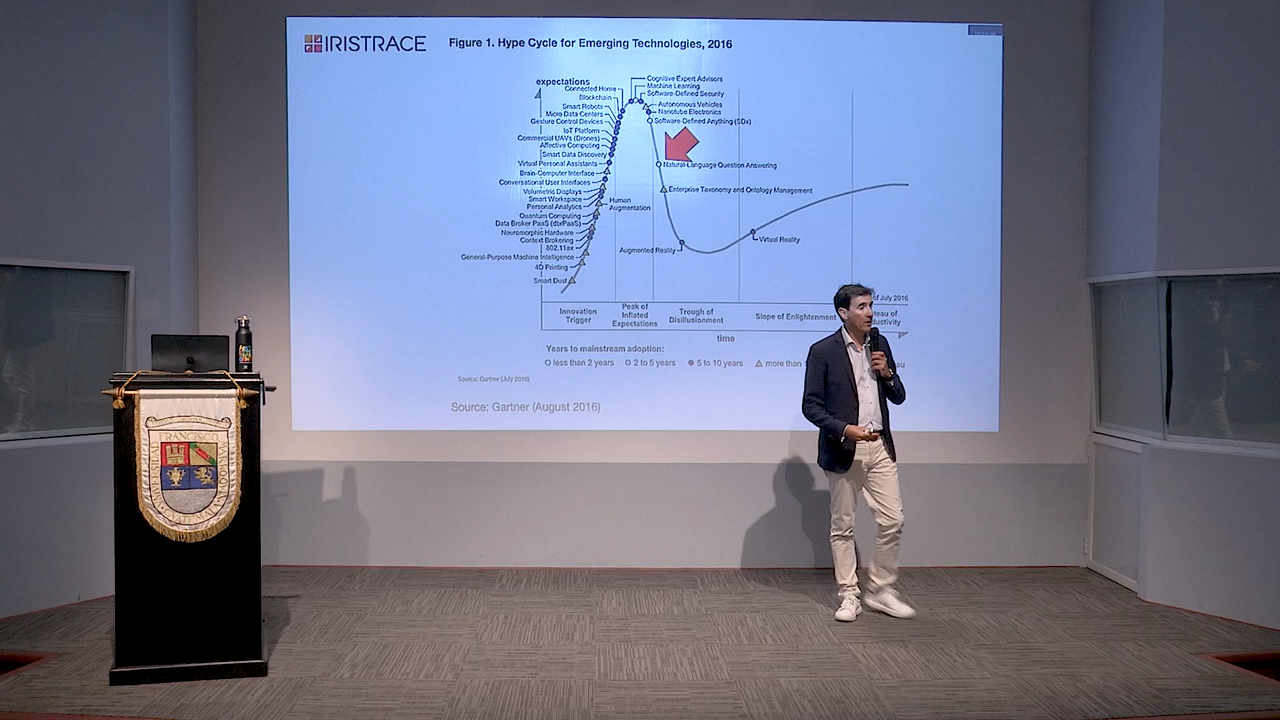 IRISTRACE
Figure 1. Hype Cycle for Emerging Technologies, 2016
expectations
Connected Home
Blockchain
Smart Robots
Micro Data Centers
Gesture Control Devices
IoT Platform
Commercial UAVs (Drones)
Affective Computing
Smart Data Discovery
Virtual Personal Assistants
Brain-Computer Interface
Conversational User Interfaces
Volumetric Displays
Smart Workspace
Personal Analytics
Quantum Computing
Data Broker PaaS (dbrPaaS)
Neuromorphic Hardware
Context Brokering
802.11ax
General-Purpose Machine Intelligence
4D Printing
Smart Dust
Human
Augmentation
Cognitive Expert Advisors
Machine Learning
Software-Defined Security
Autonomous Vehicles
Nanotube Electronics
Software-Defined Anything (SDx)
Natural-Language Question Answering
Enterprise Taxonomy and Ontology Management
Augmented Reality
Virtual Reality
of July 2016
Innovation
Trigger
Peak of
Inflated
Expectations
Trough of
Disillusionment
Slope of Enlightenment
time
Years to mainstream adoption:
less than 2 years
2 to 5 years
5 to 10 years
more than
Source: Gartner (July 2016)
Source: Gartner (August 2016)
FRANCISCO